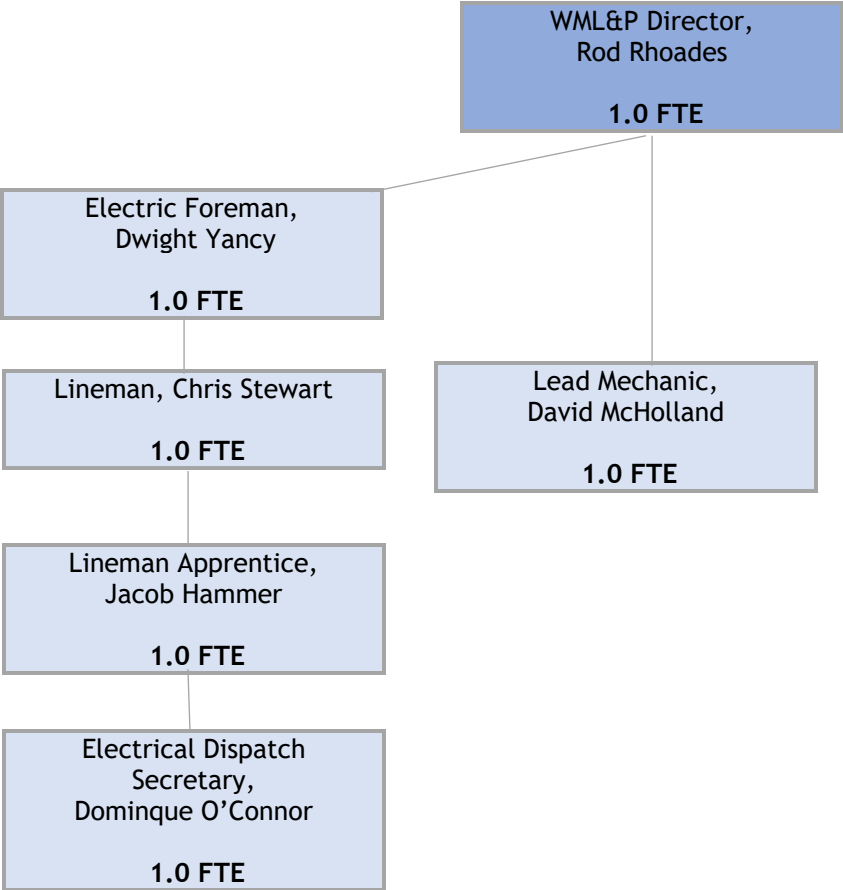 WML&P Director,
Rod Rhoades
1.0 FTE
Electric Foreman,
Dwight Yancy
1.0 FTE
Lineman, Chris Stewart
1.0 FTE
Lead Mechanic,
David McHolland
1.0 FTE
Lineman Apprentice,
Jacob Hammer
1.0 FTE
Electrical Dispatch
Secretary,
Dominque O’Connor
1.0 FTE